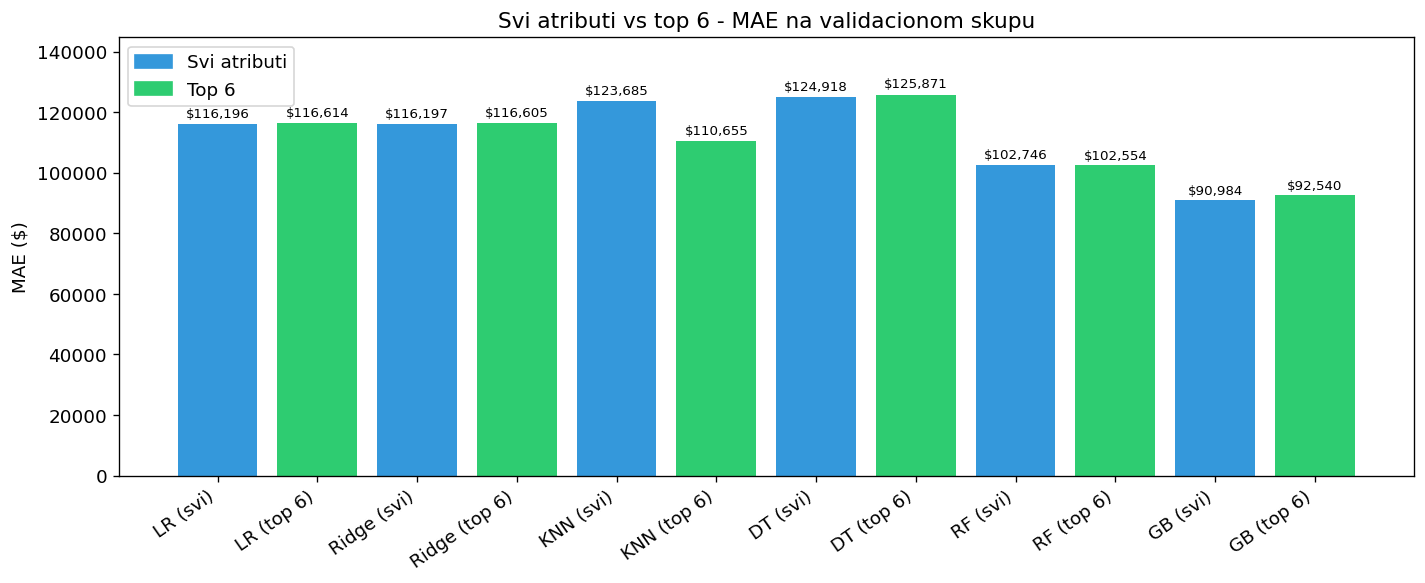 Svi atributi vs top 6 - MAE na validacionom skupu
MAE ($)
140000
120000
100000
80000
60000
40000
20000
0
Svi atributi
Top 6
$116,196
$116,614
$116,197
$116,605
$123,685
$110,655
$124,918
$125,871
$102,746
$102,554
$90,984
$92,540
LR (svi)
LR (top 6)
Ridge (svi)
Ridge (top 6)
KNN (svi)
KNN (top 6)
DT (svi)
DT (top 6)
RF (svi)
RF (top 6)
GB (svi)
GB (top 6)